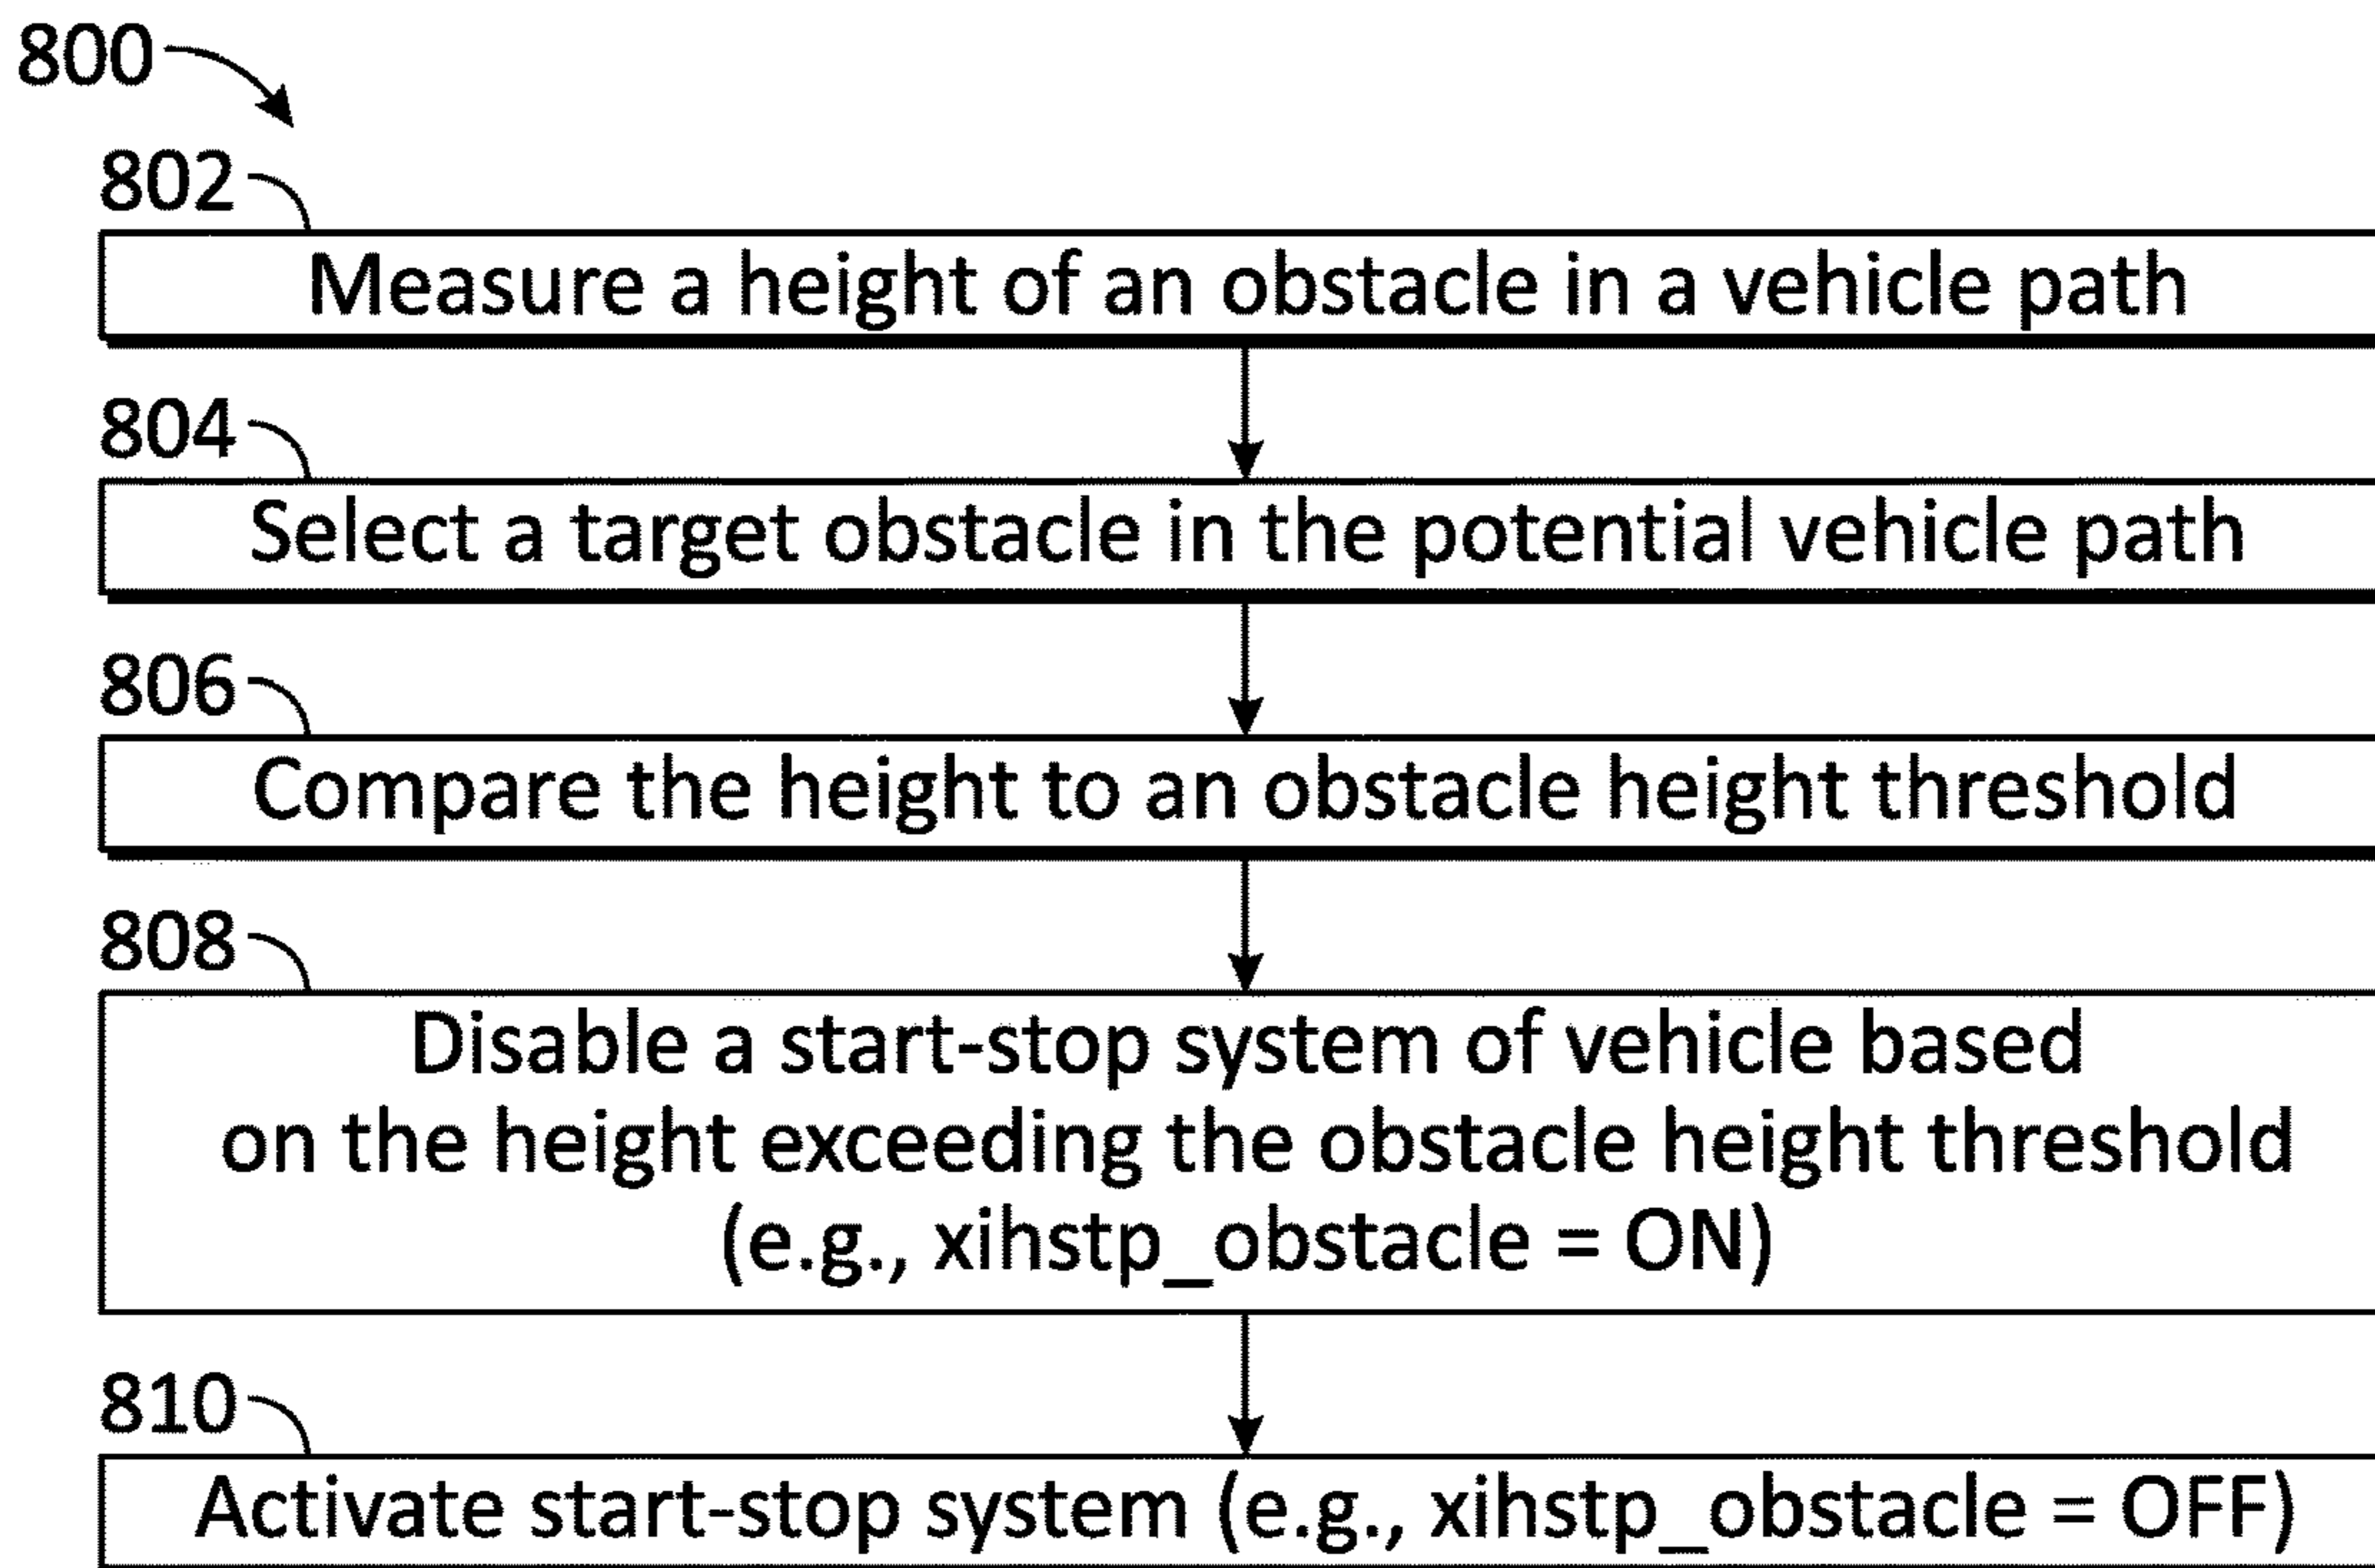 800
802
Measure a height of an obstacle in a vehicle path
804
Select a target obstacle in the potential vehicle path
806
Compare the height to an obstacle height threshold
808
Disable a start-stop system of vehicle based
on the height exceeding the obstacle height threshold
(e.g., xihstp_obstacle = ON)
810
Activate start-stop system (e.g., xihstp_obstacle = OFF)